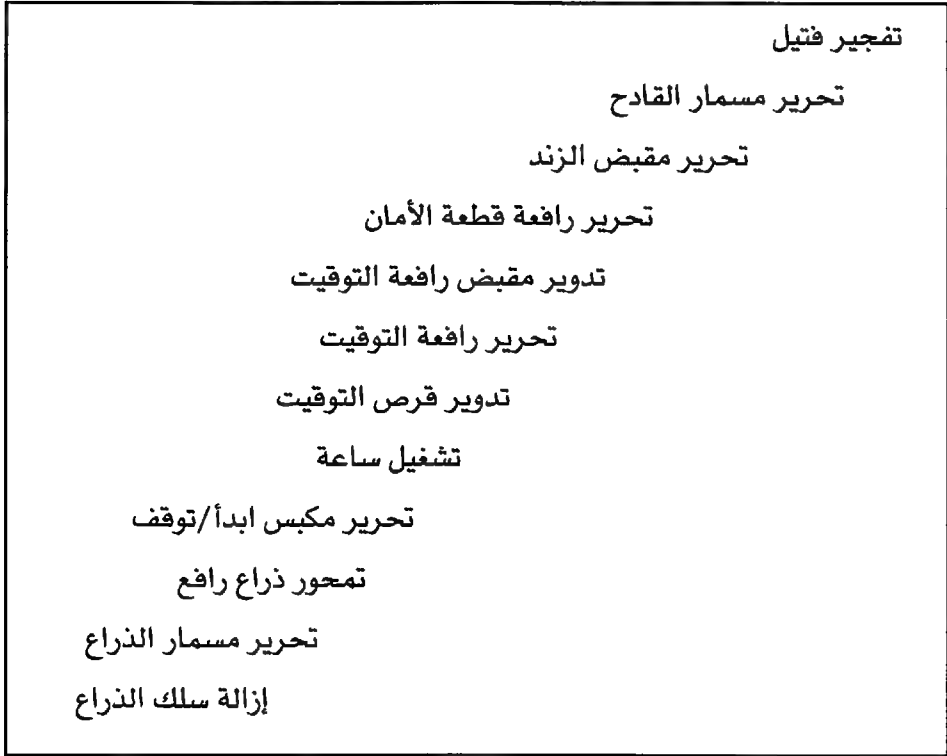 تفجير فتيل
تحرير مسمار القادح
تحرير مقبض الزند
تحرير رافعة قطعة الأمان
تدوير مقبض رافعة التوقيت
تحرير رافعة التوقيت
تدوير قرص التوقيت
تشغيل ساعة
تحرير مكبس ابدأ/توقف
تمحور ذراع رافع
تحرير مسمار الذراع
إزالة سلك الذراع